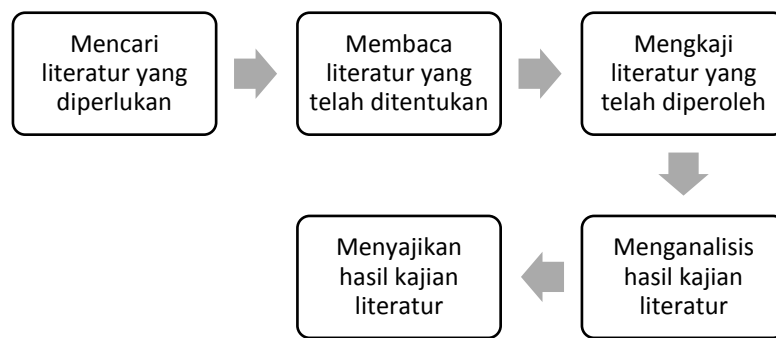 Mencari
literatur yang
diperlukan
Membaca
literatur yang
telah ditentukan
Mengkaji
literatur yang
telah diperoleh
Menganalisis
hasil kajian
literatur
Menyajikan
hasil kajian
literatur